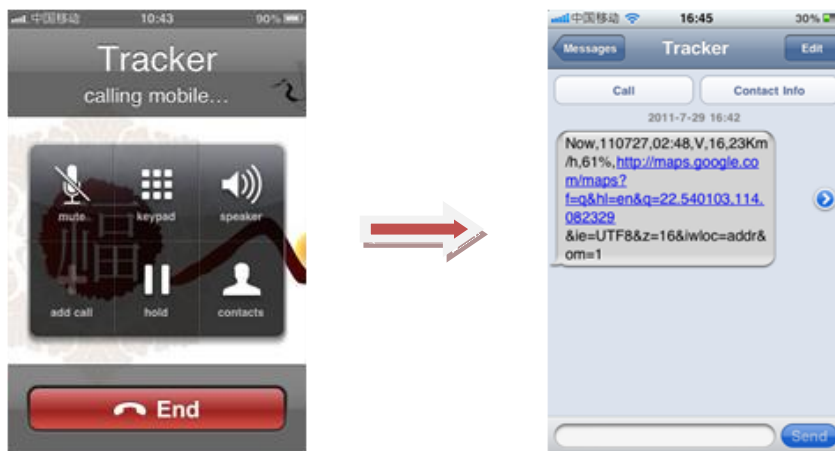 中国移动 10:43 90%
Tracker
calling mobile...
mute keypad speaker
福
add call hold contacts
End
中国移动 16:45 30%
Messages Tracker Edit
Call Contact Info
2011-7-29 16:42
Now,110727,02:48,V,16,23Km
/h,61%,http://maps.google.co
m/maps?
f=q&hl=en&q=22.540103,114.
082329
&ie=UTF8&z=16&iwloc=addr&
om=1
Send